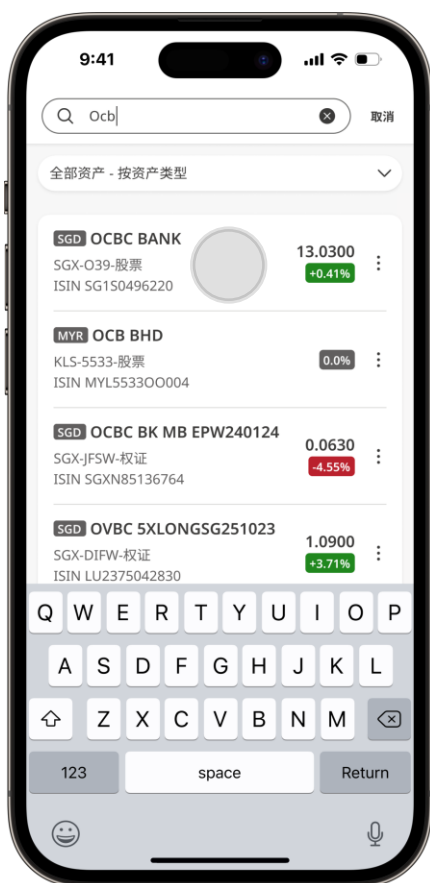 9:41
Ocb
取消
全部资产 - 按资产类型
SGD OCBC BANK
13.0300
SGX-O39-股票
+0.41%
ISIN SG1S0496220
MYR OCB BHD
KLS-5533-股票
0.0%
ISIN MYL5533OO004
SGD OCBC BK MB EPW240124
0.0630
SGX-JFSW-权证
-4.55%
ISIN SGXN85136764
SGD OVBC 5XLONGSG251023
1.0900
SGX-DIFW-权证
+3.71%
ISIN LU2375042830
Q W E R T Y U I O P
A S D F G H J K L
Z X C V B N M
123 space Return